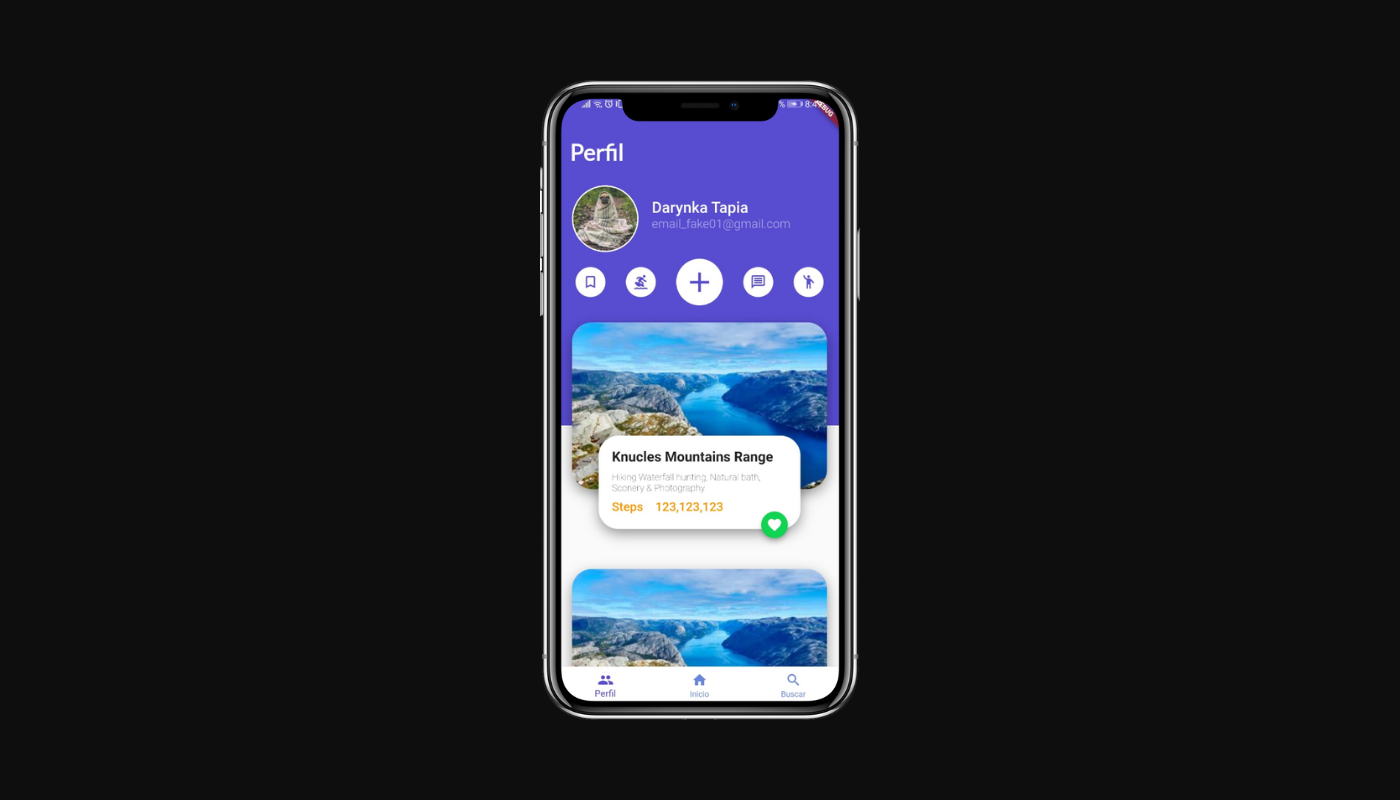 Perfil
Darynka Tapia
email_fake01@gmail.com
Knucles Mountains Range
Hiking Waterfall hunting, Natural bath,
Scenery & Photography
Steps 123,123,123
Perfil
Inicio
Buscar